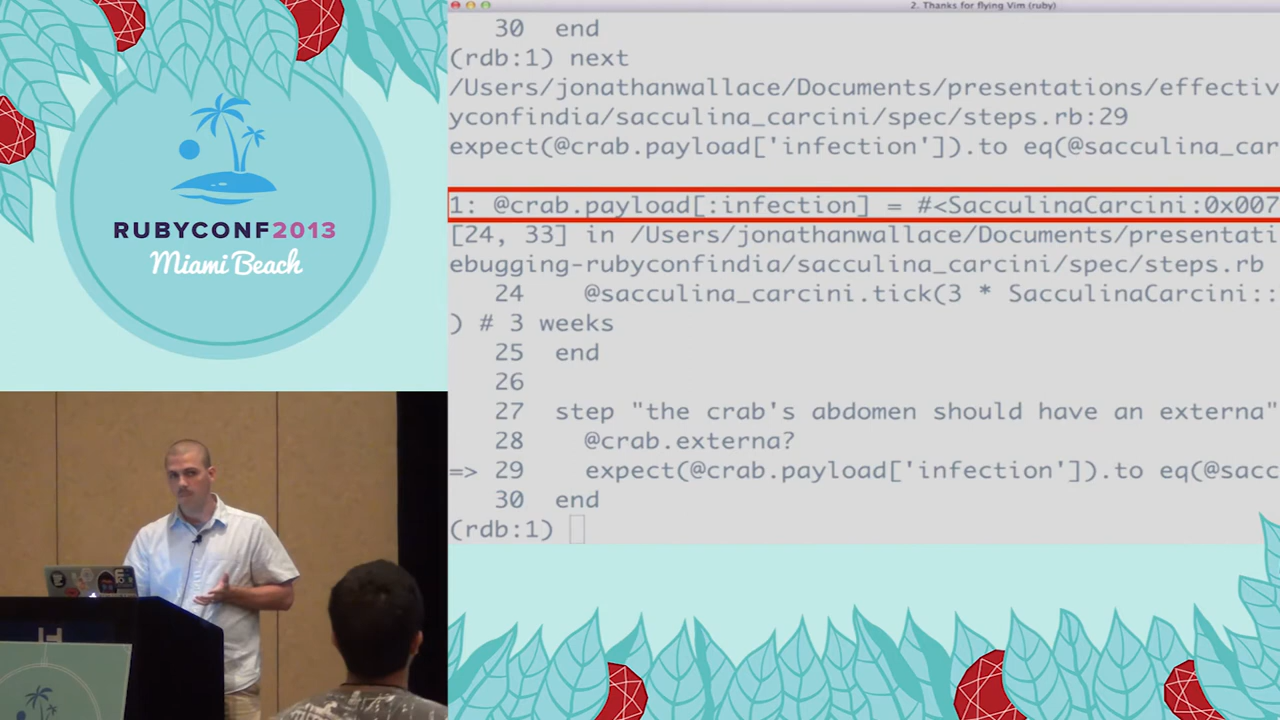 RUBYCONF2013
Miami Beach
2. Thanks for flying Vim (ruby)
30 end
(rdb:1) next
/Users/jonathanwallace/Documents/presentations/effectiv
yconfindia/sacculina_carcini/spec/steps.rb:29
expect(@crab.payload['infection']).to eq(@sacculina_car
1: @crab.payload[:infection] = #<SacculinaCarcini:0x007
[24, 33] in /Users/jonathanwallace/Documents/presentati
ebugging-rubyconfindia/sacculina_carcini/spec/steps.rb
24 @sacculina_carcini.tick(3 * SacculinaCarcini::
) # 3 weeks
25 end
26
27 step "the crab's abdomen should have an externa"
28 @crab.externa?
=> 29 expect(@crab.payload['infection']).to eq(@sacc
30 end
(rdb:1)